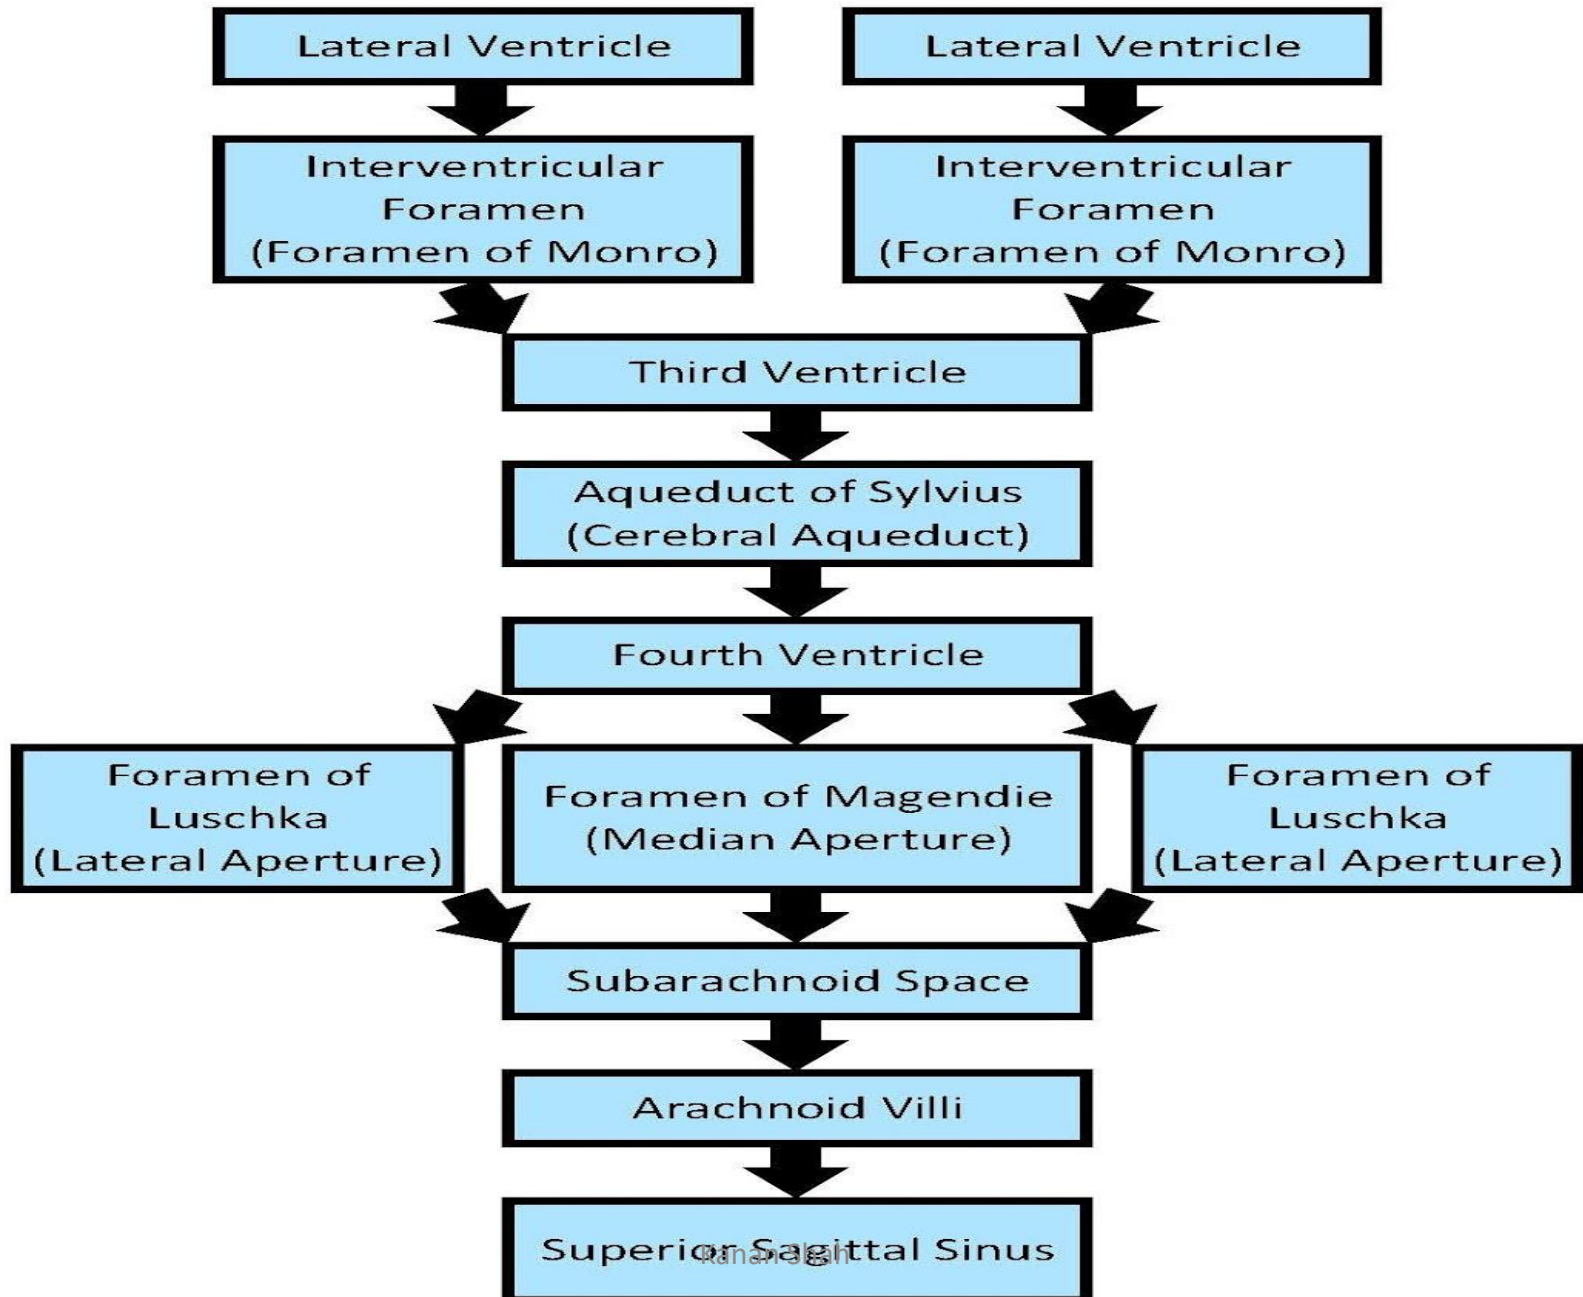 Lateral Ventricle
Lateral Ventricle
Interventricular
Foramen
(Foramen of Monro)
Interventricular
Foramen
(Foramen of Monro)
Third Ventricle
Aqueduct of Sylvius
(Cerebral Aqueduct)
Fourth Ventricle
Foramen of
Luschka
(Lateral Aperture)
Foramen of Magendie
(Median Aperture)
Foramen of
Luschka
(Lateral Aperture)
Subarachnoid Space
Arachnoid Villi
Superior Sagittal Sinus
Kanan Shah